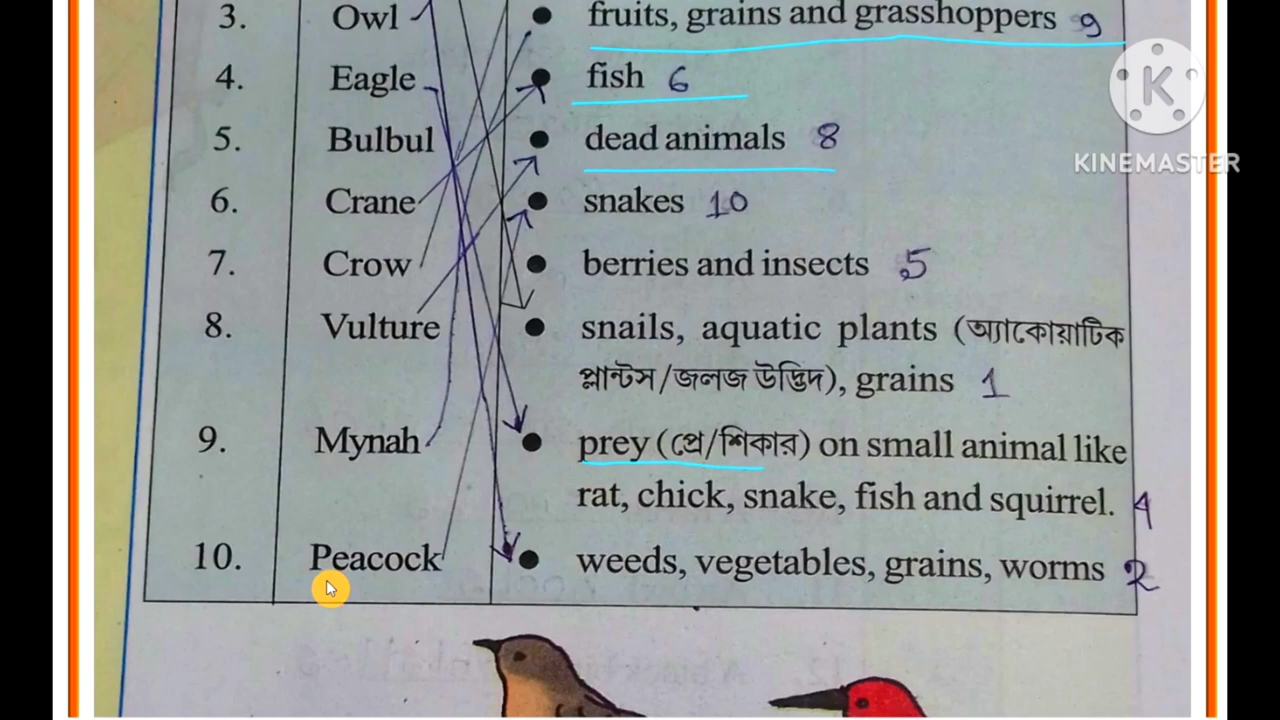 3. Owl fruits, grains and grasshoppers 9
4. Eagle fish 6
5. Bulbul dead animals 8
6. Crane snakes 10
7. Crow berries and insects 5
8. Vulture snails, aquatic plants (অ্যাকোয়াটিক
প্লান্টস/জলজ উদ্ভিদ), grains 1
9. Mynah prey (প্রে/শিকার) on small animal like
rat, chick, snake, fish and squirrel. 4
10. Peacock weeds, vegetables, grains, worms 2
K
KINEMASTER